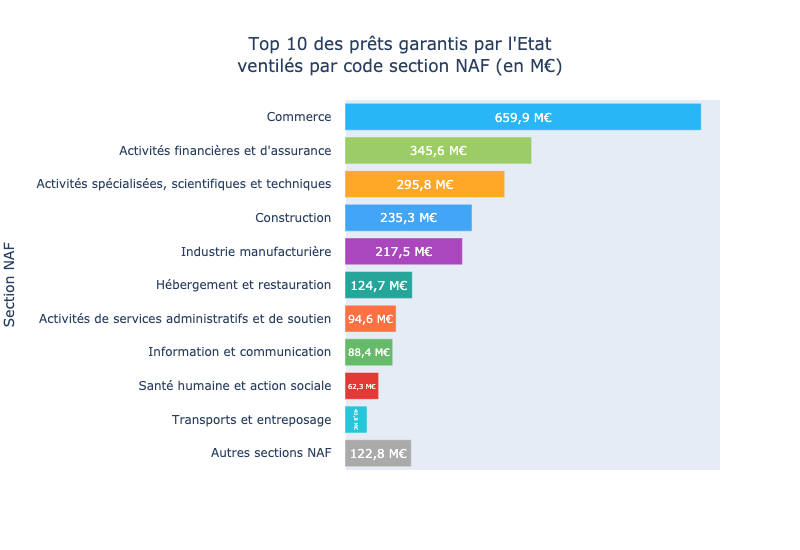 Top 10 des prêts garantis par l'Etat
ventilés par code section NAF (en M€)
Section NAF
Commerce 659,9 M€
Activités financières et d'assurance 345,6 M€
Activités spécialisées, scientifiques et techniques 295,8 M€
Construction 235,3 M€
Industrie manufacturière 217,5 M€
Hébergement et restauration 124,7 M€
Activités de services administratifs et de soutien 94,6 M€
Information et communication 88,4 M€
Santé humaine et action sociale 62,3 M€
Transports et entreposage
Autres sections NAF 122,8 M€